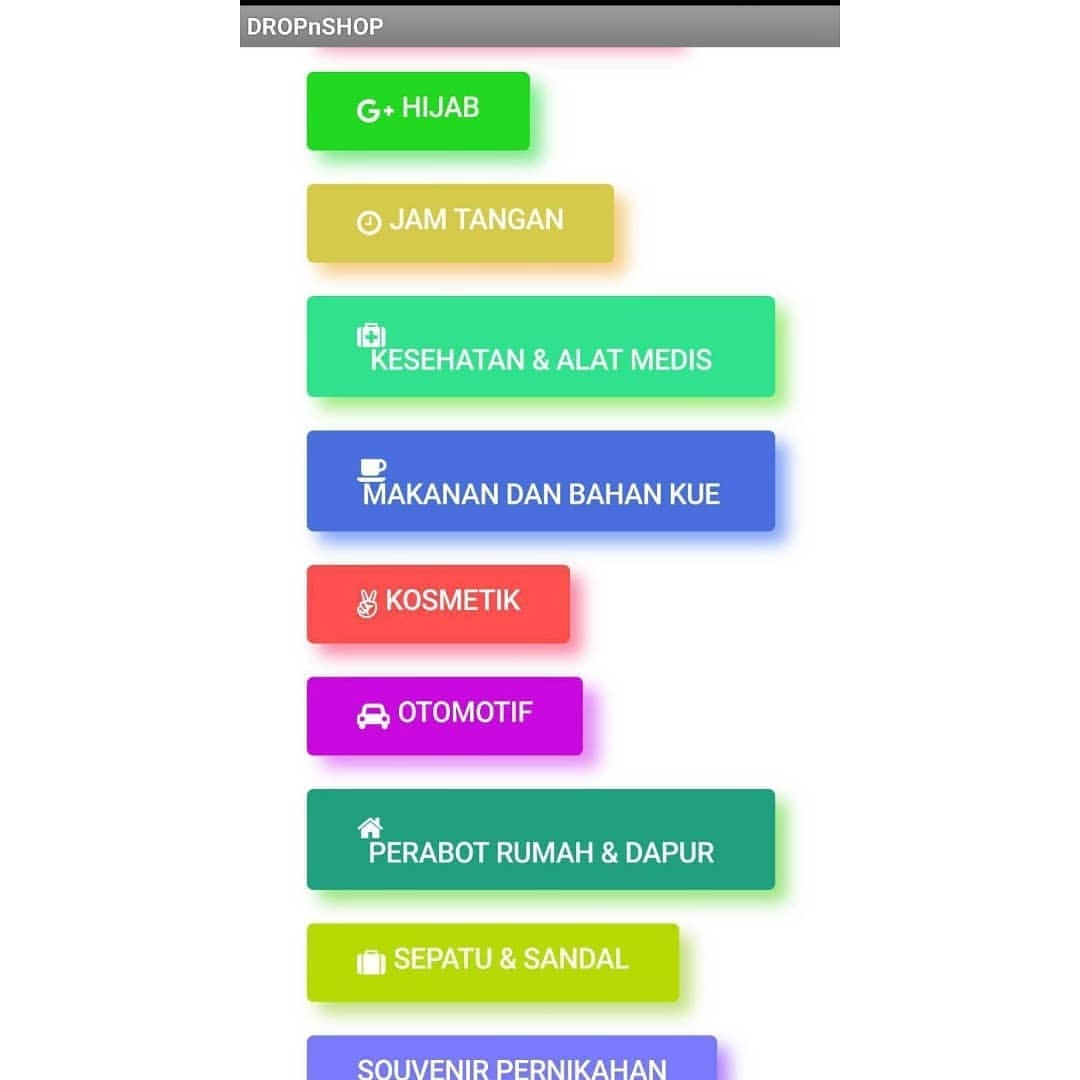 DROPnSHOP
HIJAB
JAM TANGAN
KESEHATAN & ALAT MEDIS
MAKANAN DAN BAHAN KUE
KOSMETIK
OTOMOTIF
PERABOT RUMAH & DAPUR
SEPATU & SANDAL
SOUVENIR PERNIKAHAN